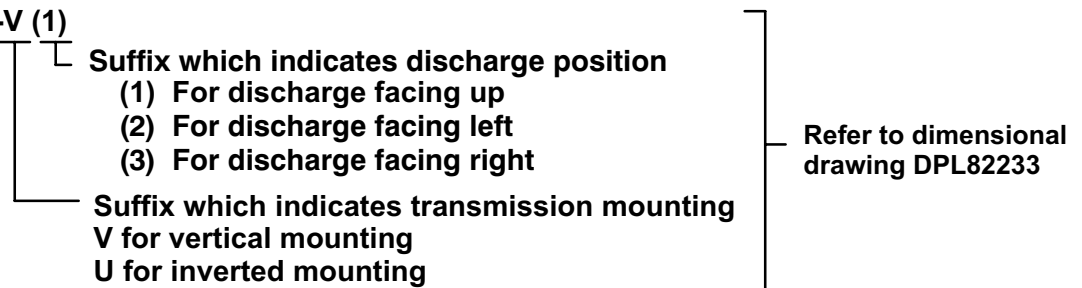 -V (1)
Suffix which indicates discharge position
(1) For discharge facing up
(2) For discharge facing left
(3) For discharge facing right
Refer to dimensional
drawing DPL82233
Suffix which indicates transmission mounting
V for vertical mounting
U for inverted mounting